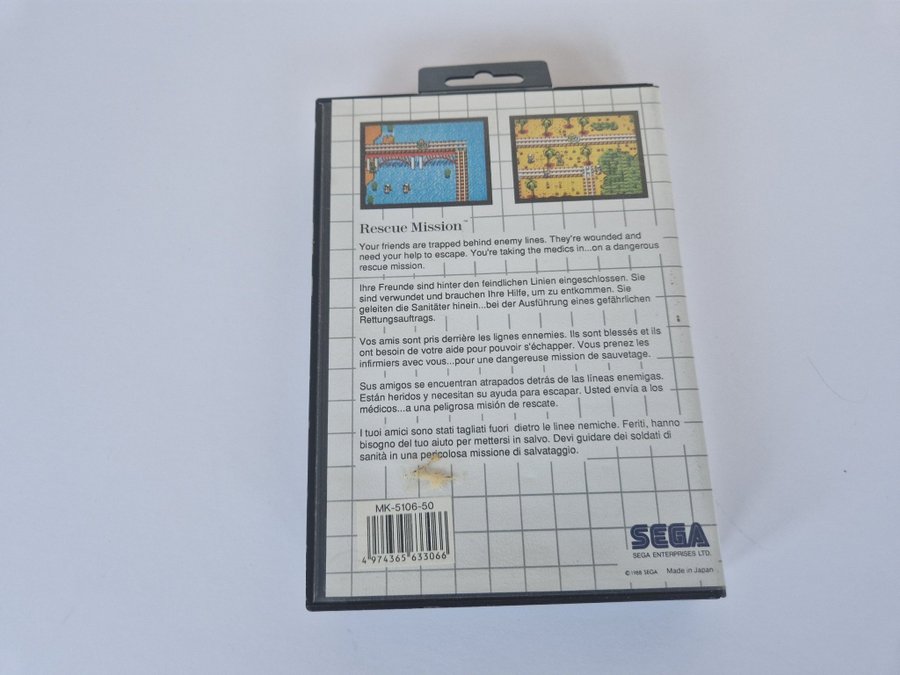 Rescue Mission™
Your friends are trapped behind enemy lines. They're wounded and
need your help to escape. You're taking the medics in...on a dangerous
rescue mission.
Ihre Freunde sind hinter den feindlichen Linien eingeschlossen. Sie
sind verwundet und brauchen Ihre Hilfe, um zu entkommen. Sie
geleiten die Sanitäter hinein...bei der Ausführung eines gefährlichen
Rettungsauftrags.
Vos amis sont pris derrière les lignes ennemies. Ils sont blessés et ils
ont besoin de votre aide pour pouvoir s'échapper. Vous prenez les
infirmiers avec vous...pour une dangereuse mission de sauvetage.
Sus amigos se encuentran atrapados detrás de las líneas enemigas.
Están heridos y necesitan su ayuda para escapar. Usted envía a los
médicos...a una peligrosa misión de rescate.
I tuoi amici sono stati tagliati fuori dietro le linee nemiche. Feriti, hanno
bisogno del tuo aiuto per mettersi in salvo. Devi guidare dei soldati di
sanità in una pericolosa missione di salvataggio.
MK-5106-50
4 974365 633066
SEGA
SEGA ENTERPRISES LTD.
© 1988 SEGA Made in Japan